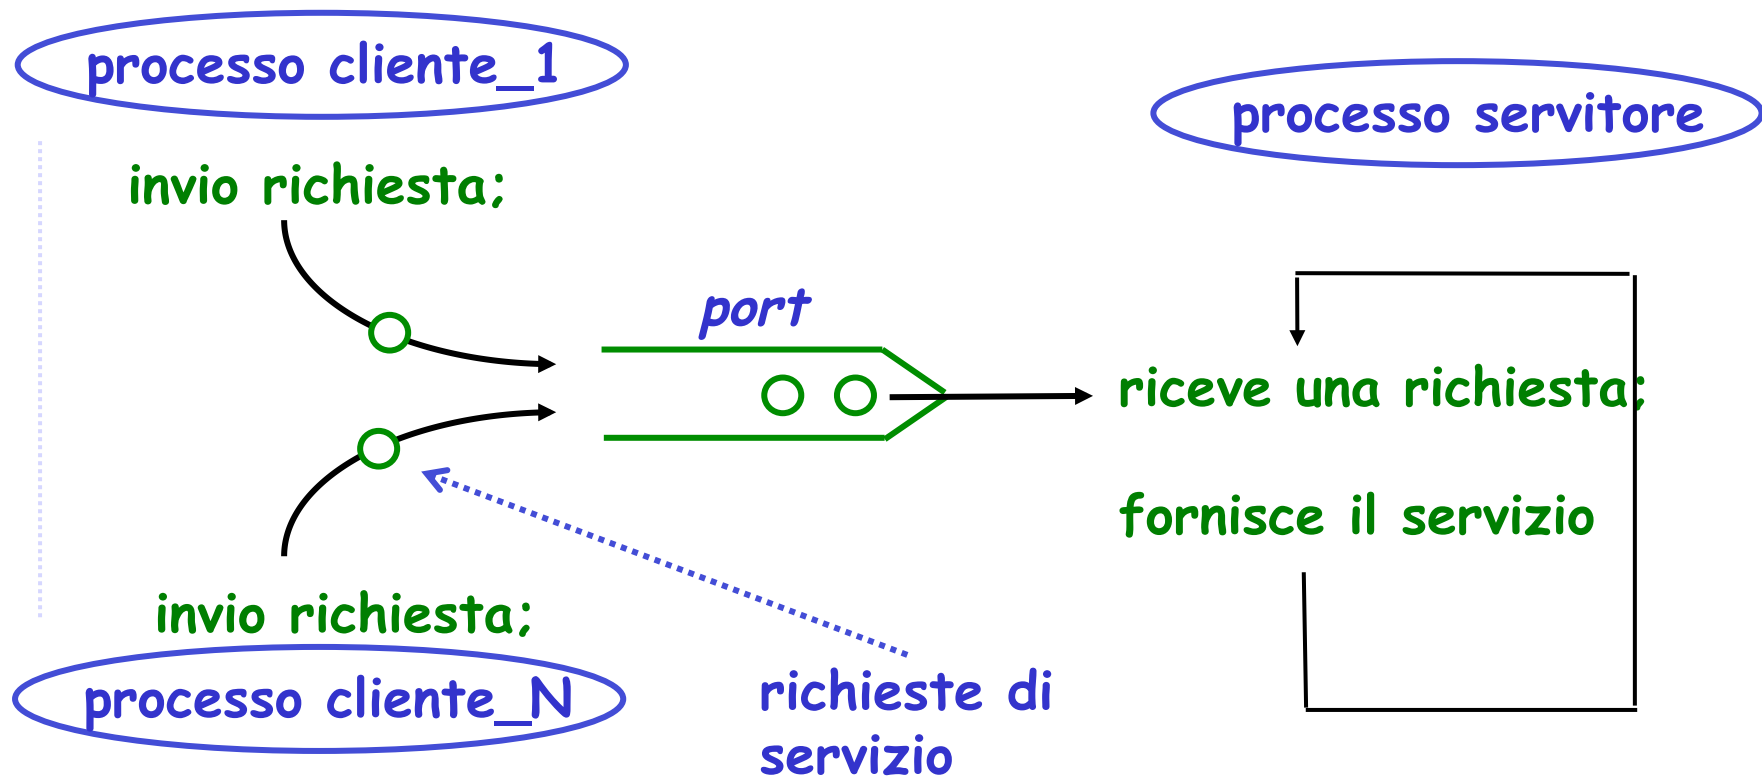 processo cliente_1
processo servitore
invio richiesta;
port
riceve una richiesta;
fornisce il servizio
invio richiesta;
processo cliente_N
richieste di
servizio